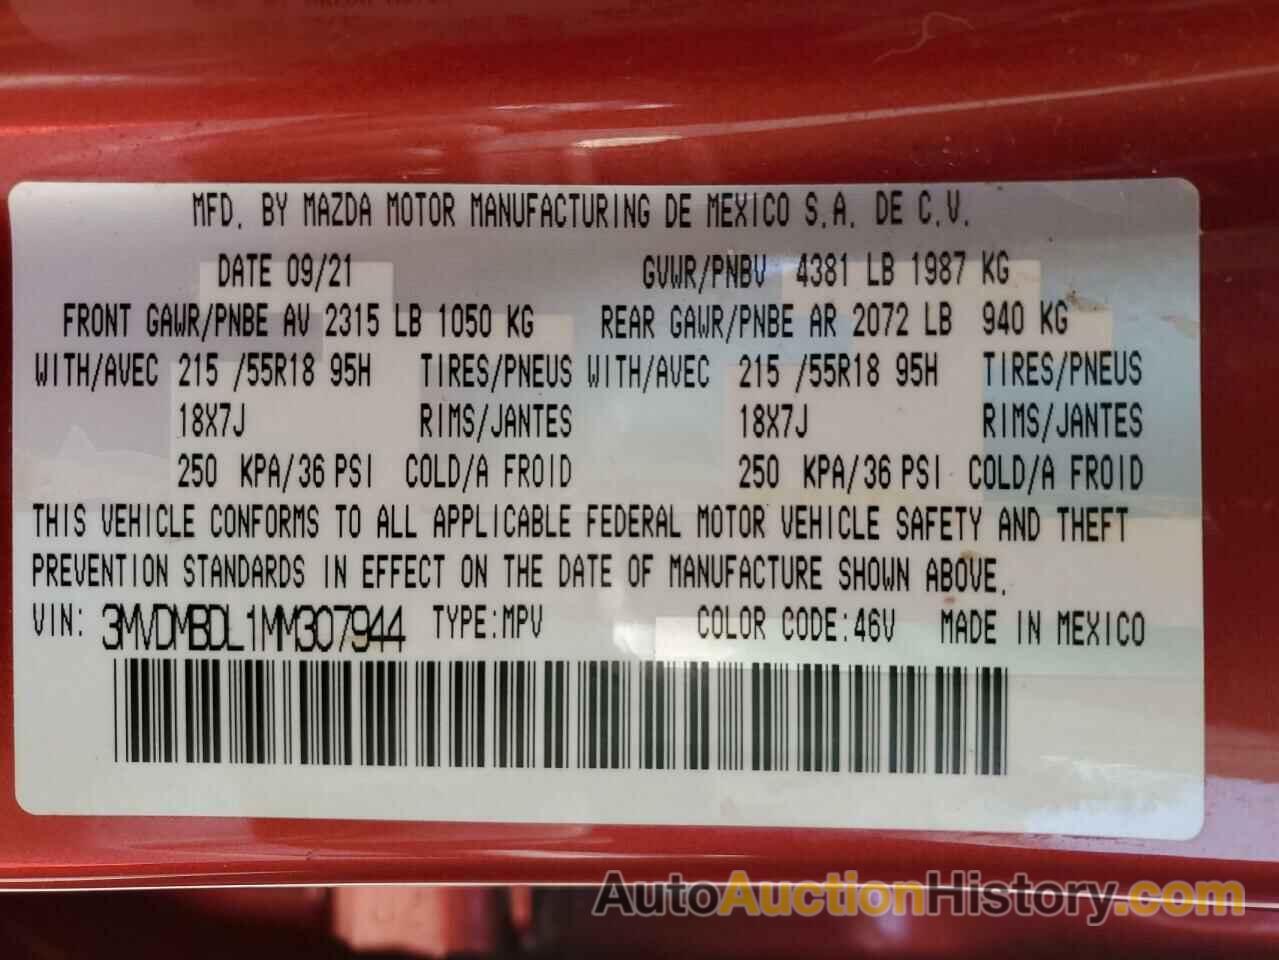 MFD. BY MAZDA MOTOR MANUFACTURING DE MEXICO S.A. DE C.V.
DATE 09/21 GVWR/PNBV 4381 LB 1987 KG
FRONT GAWR/PNBE AV 2315 LB 1050 KG REAR GAWR/PNBE AR 2072 LB 940 KG
WITH/AVEC 215 /55R18 95H TIRES/PNEUS WITH/AVEC 215 /55R18 95H TIRES/PNEUS
18X7J RIMS/JANTES 18X7J RIMS/JANTES
250 KPA/36 PSI COLD/A FROID 250 KPA/36 PSI COLD/A FROID
THIS VEHICLE CONFORMS TO ALL APPLICABLE FEDERAL MOTOR VEHICLE SAFETY AND THEFT
PREVENTION STANDARDS IN EFFECT ON THE DATE OF MANUFACTURE SHOWN ABOVE.
VIN: 3MVDMBDL1MM307944 TYPE:MPV COLOR CODE:46V MADE IN MEXICO
AutoAuctionHistory.com